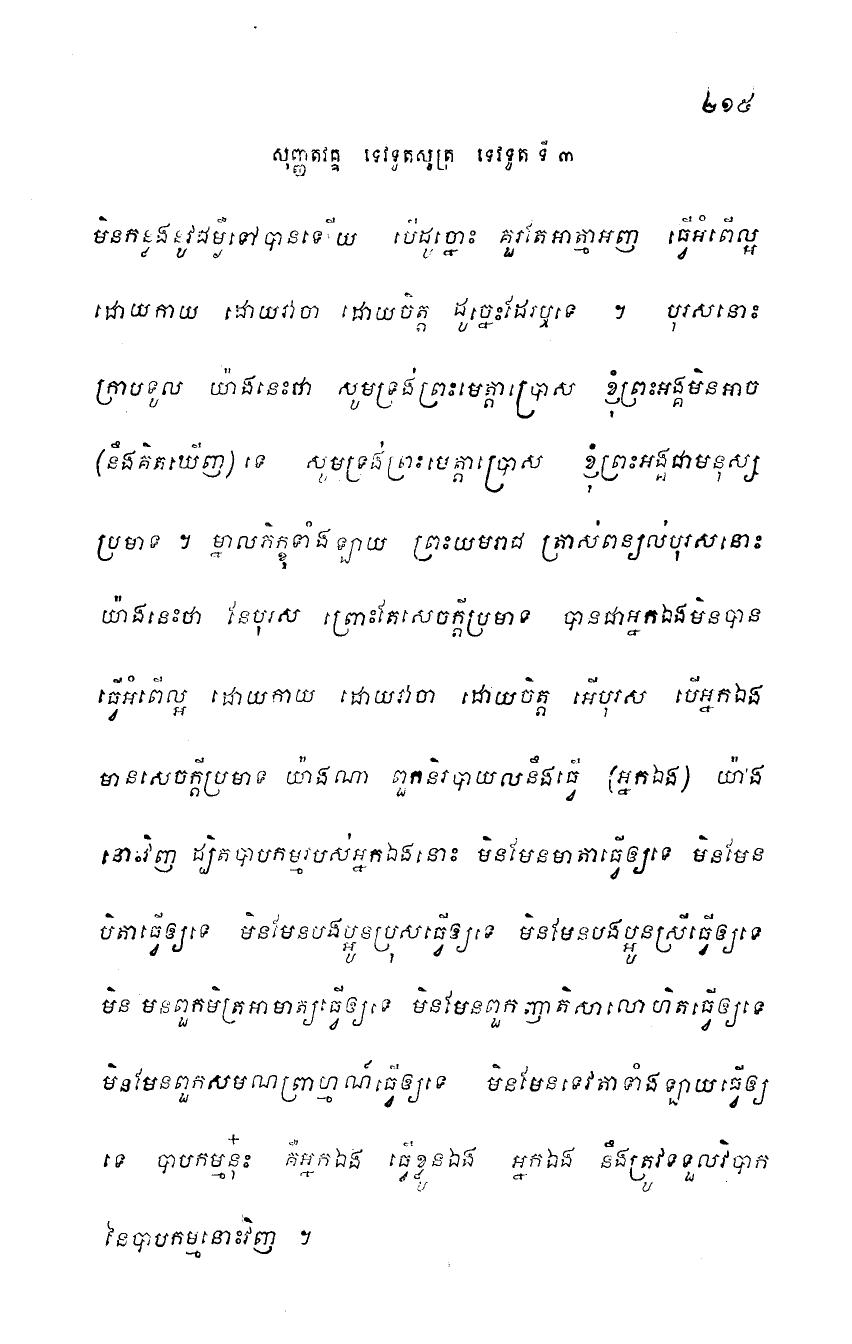 ២១៥
សុញ្ញតវគ្គ ទេវទូតសូត្រ ទេវទូត ទី ៣
មិនកន្លងនូវជម្ងឺទៅបានឡើយ បើដូច្នោះ គួរតែអាត្មាអញ ធ្វើអំពើល្អ
ដោយកាយ ដោយវាចា ដោយចិត្ត ដូច្នេះដែរឬទេ ។ បុរសនោះ
ក្រាបទូល យ៉ាងនេះថា សូមទ្រង់ព្រះមេត្តាប្រោស ខ្ញុំព្រះអង្គមិនអាច
(នឹងគិតឃើញ) ទេ សូមទ្រង់ព្រះមេត្តាប្រោស ខ្ញុំព្រះអង្គជាមនុស្ស
ប្រមាទ ។ ម្នាលភិក្ខុទាំងឡាយ ព្រះយមរាជ ត្រាស់ពន្យល់បុរសនោះ
យ៉ាងនេះថា នែបុរស ព្រោះតែសេចក្តីប្រមាទ បានជាអ្នកឯងមិនបាន
ធ្វើអំពើល្អ ដោយកាយ ដោយវាចា ដោយចិត្ត អើបុរស បើអ្នកឯង
មានសេចក្តីប្រមាទ យ៉ាងណា ពួកនិរបាយលនឹងធ្វើ (អ្នកឯង) យ៉ាង
នោះវិញ ដ្បិតបាបកម្មរបស់អ្នកឯងនោះ មិនមែនមាតាធ្វើឲ្យទេ មិនមែន
បិតាធ្វើឲ្យទេ មិនមែនបងប្អូនប្រុសធ្វើឲ្យទេ មិនមែនបងប្អូនស្រីធ្វើឲ្យទេ
មិនមែនពួកមិត្រអាមាត្យធ្វើឲ្យទេ មិនមែនពួកញាតិសាលោហិតធ្វើឲ្យទេ
មិនមែនពួកសមណព្រាហ្មណ៍ធ្វើឲ្យទេ មិនមែនទេវតាទាំងឡាយធ្វើឲ្យ
ទេ បាបកម្មនុ៎ះ គឺអ្នកឯង ធ្វើខ្លួនឯង អ្នកឯង នឹងត្រូវទទួលវិបាក
នៃបាបកម្មនោះវិញ ។